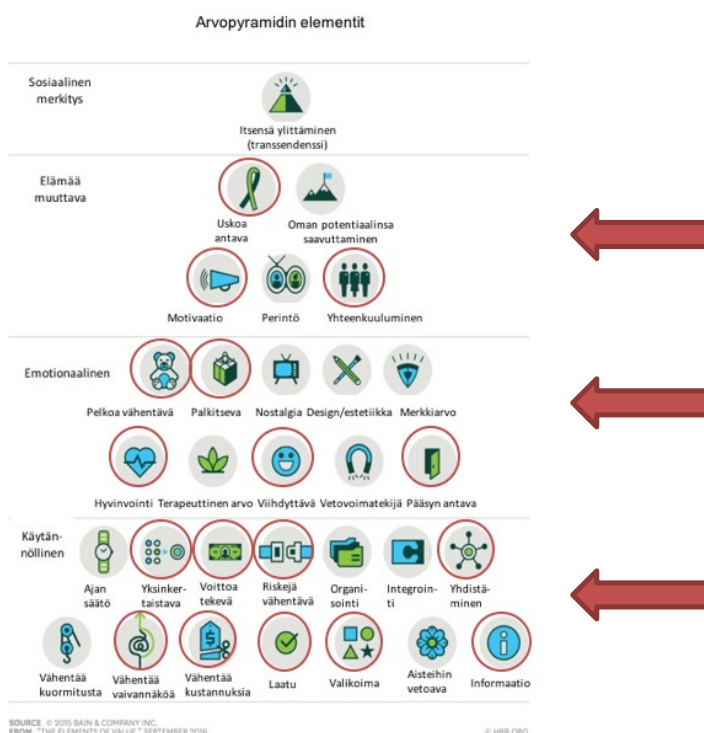 Arvopyramidin elementit
Sosiaalinen
merkitys
Itsensä ylittäminen
(transsendenssi)
Elämää
muuttava
Uskoa
antava
Oman potentiaalinsa
saavuttaminen
Motivaatio
Perintö
Yhteenkuuluminen
Emotionaalinen
Pelkoa vähentävä
Palkitseva
Nostalgia
Design/estetiikka
Merkkiarvo
Hyvinvointi
Terapeuttinen arvo
Viihdyttävä
Vetovoimatekijä
Pääsyn antava
Käytän-
nöllinen
Ajan
säätö
Yksinker-
taistava
Voittoa
tekevä
Riskejä
vähentävä
Organi-
sointi
Integroin-
ti
Yhdistä-
minen
Vähentää
kuormitusta
Vähentää
vaivannäköä
Vähentää
kustannuksia
Laatu
Valikoima
Aisteihin
vetoava
Informaatio
SOURCE © 2015 BAIN & COMPANY INC.
FROM "THE ELEMENTS OF VALUE," SEPTEMBER 2016
© HBR.ORG